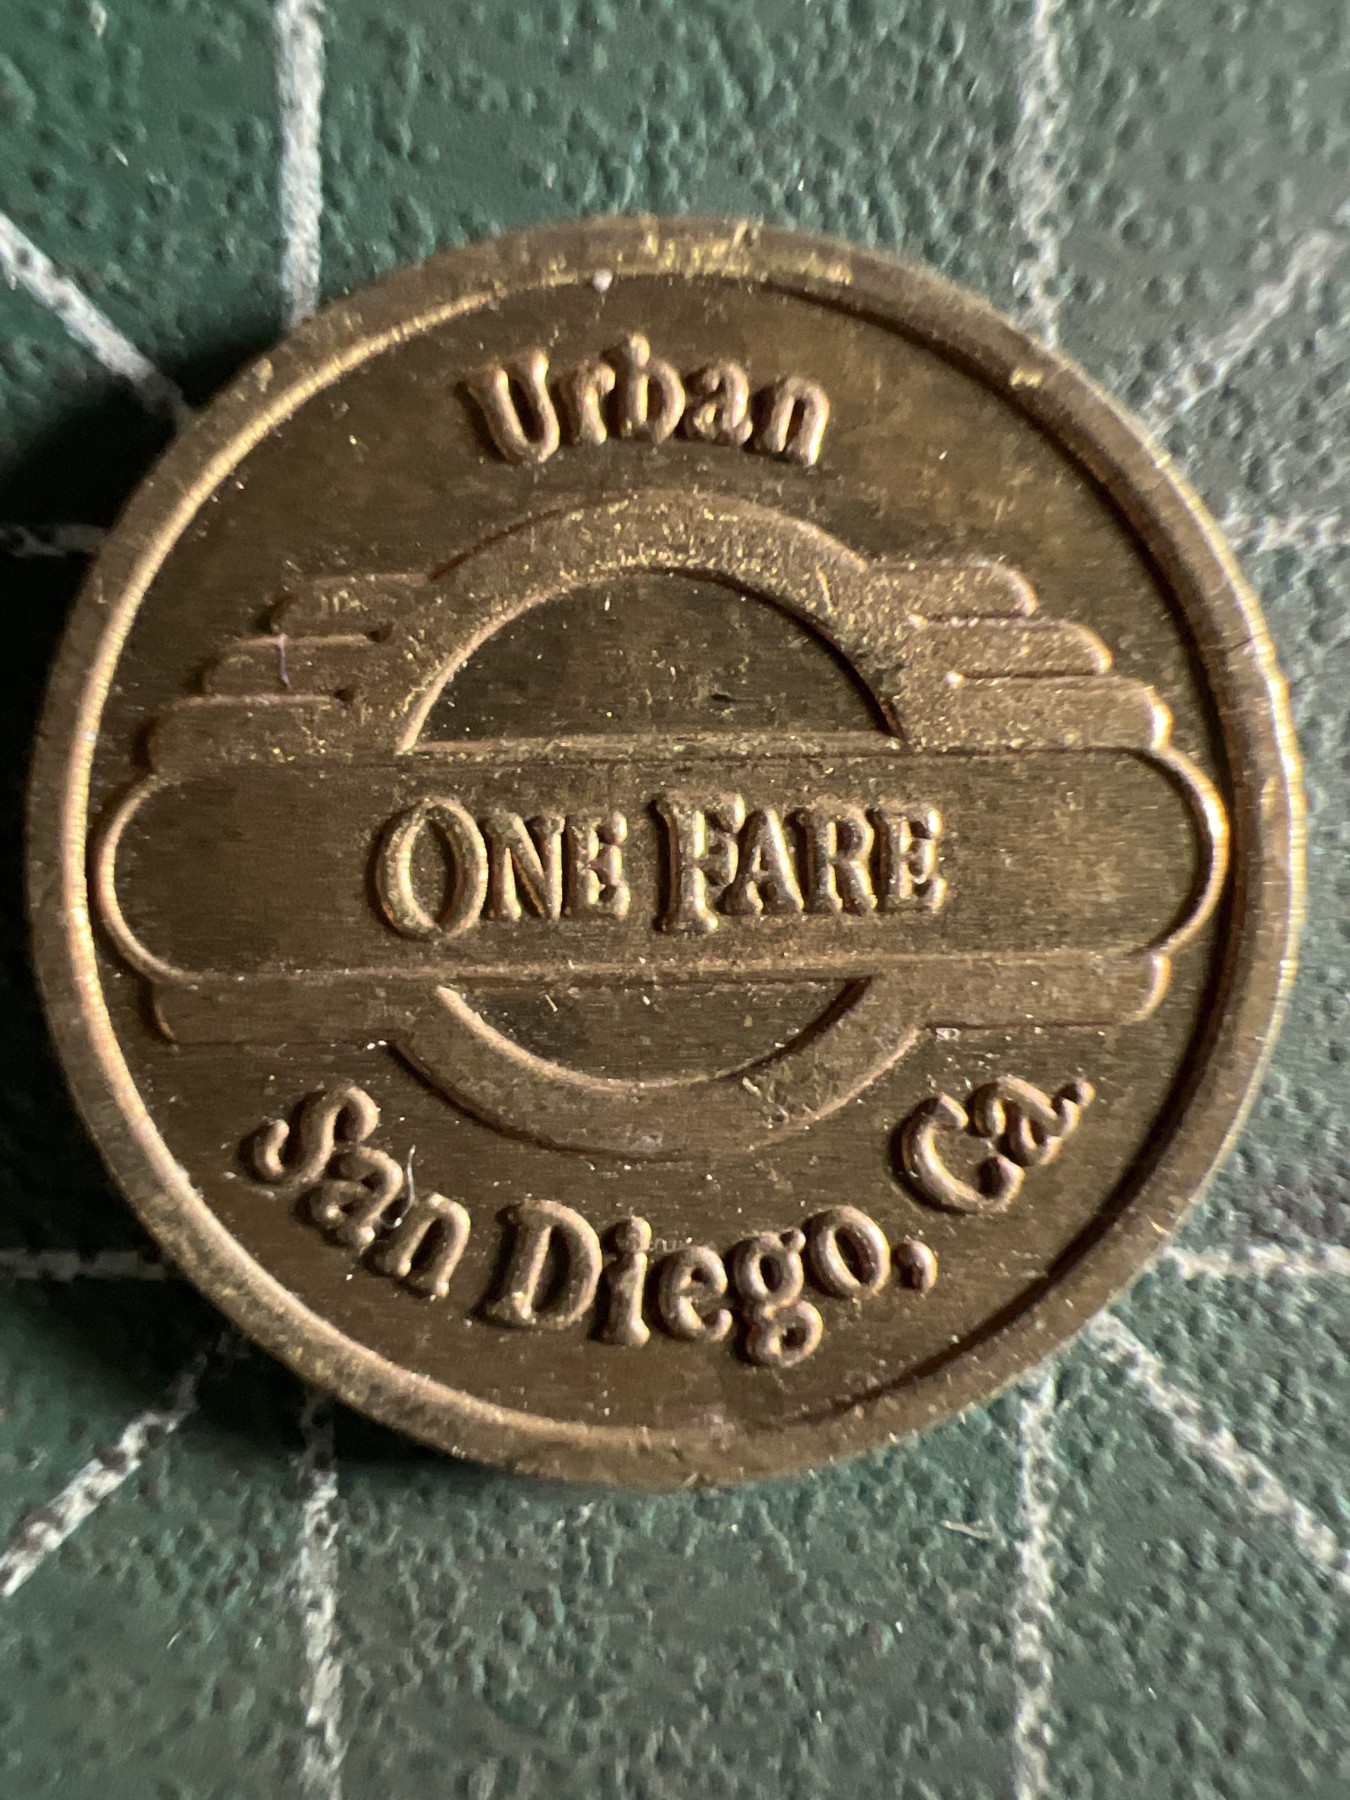 Urban
ONE FARE
San Diego, Ca.